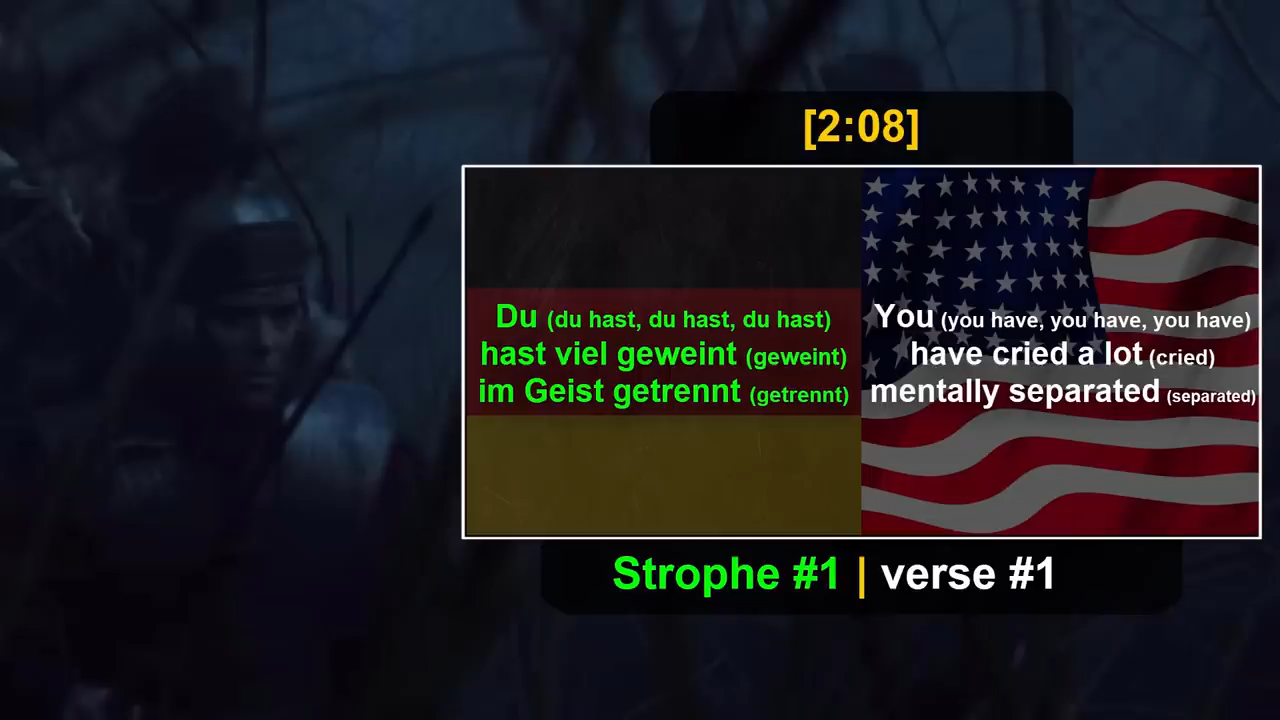 [2:08]
Du (du hast, du hast, du hast)
hast viel geweint (geweint)
im Geist getrennt (getrennt)
You (you have, you have, you have)
have cried a lot (cried)
mentally separated (separated)
Strophe #1 | verse #1